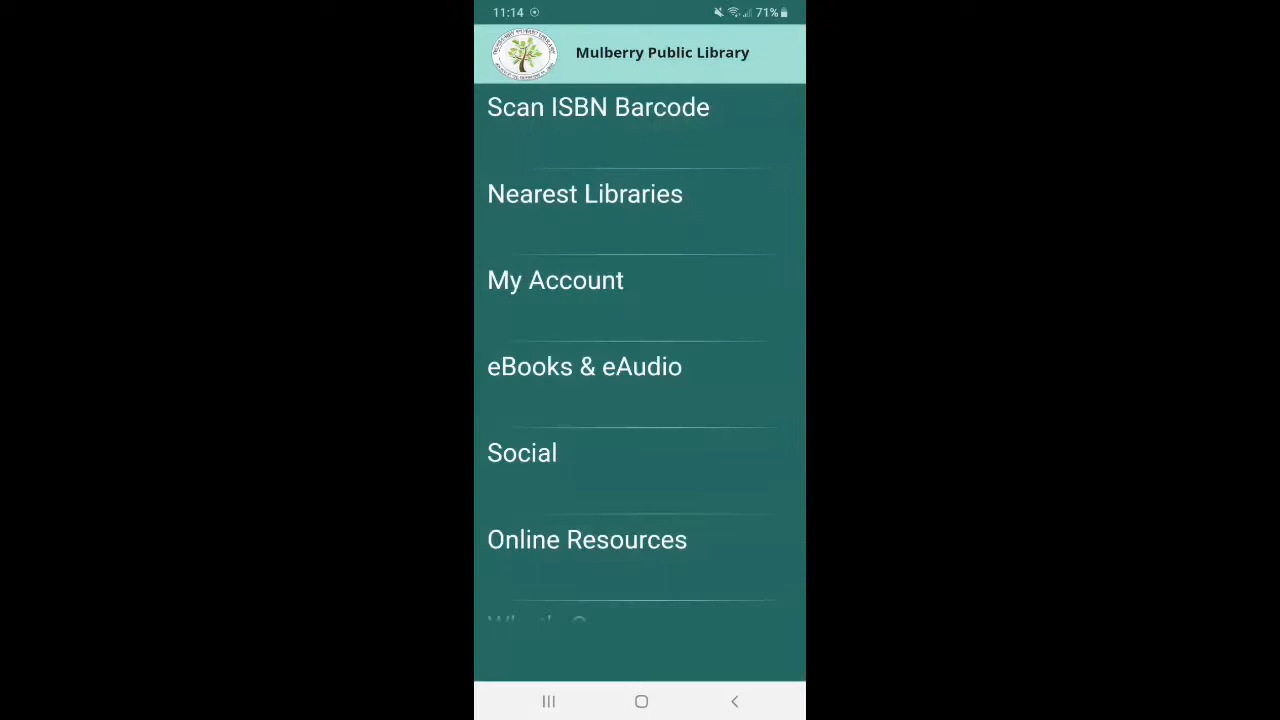 11:14
71%
Mulberry Public Library
Scan ISBN Barcode
Nearest Libraries
My Account
eBooks & eAudio
Social
Online Resources